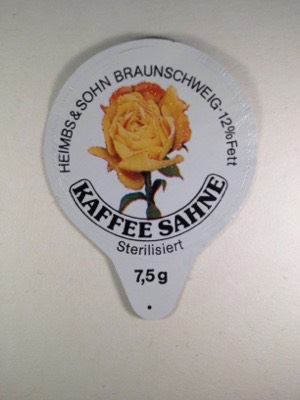 HEIMBS & SOHN BRAUNSCHWEIG · 12% Fett
KAFFEE SAHNE
Sterilisiert
7,5 g